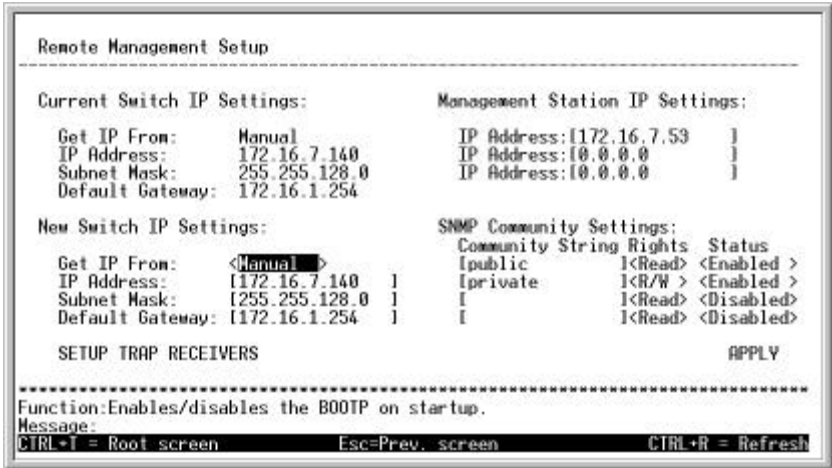 Remote Management Setup
Current Switch IP Settings:
Get IP From: Manual
IP Address: 172.16.7.140
Subnet Mask: 255.255.128.0
Default Gateway: 172.16.1.254
Management Station IP Settings:
IP Address:[172.16.7.53 ]
IP Address:[0.0.0.0 ]
IP Address:[0.0.0.0 ]
New Switch IP Settings:
Get IP From: <Manual >
IP Address: [172.16.7.140 ]
Subnet Mask: [255.255.128.0 ]
Default Gateway: [172.16.1.254 ]
SNMP Community Settings:
Community String Rights Status
[public ]<Read> <Enabled >
[private ]<R/W > <Enabled >
[ ]<Read> <Disabled>
[ ]<Read> <Disabled>
SETUP TRAP RECEIVERS APPLY
Function:Enables/disables the BOOTP on startup.
Message:
CTRL+T = Root screen Esc=Prev. screen CTRL+R = Refresh